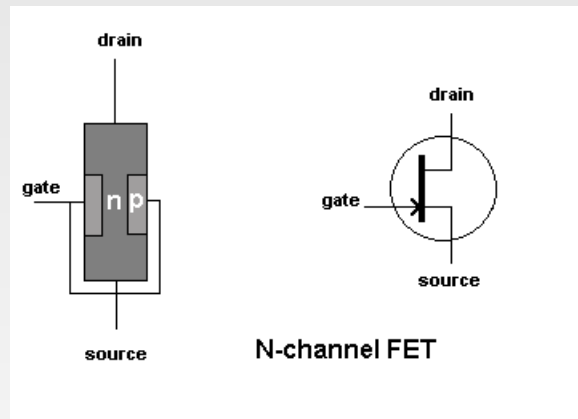 drain
gate
n p
source
drain
gate
source
N-channel FET